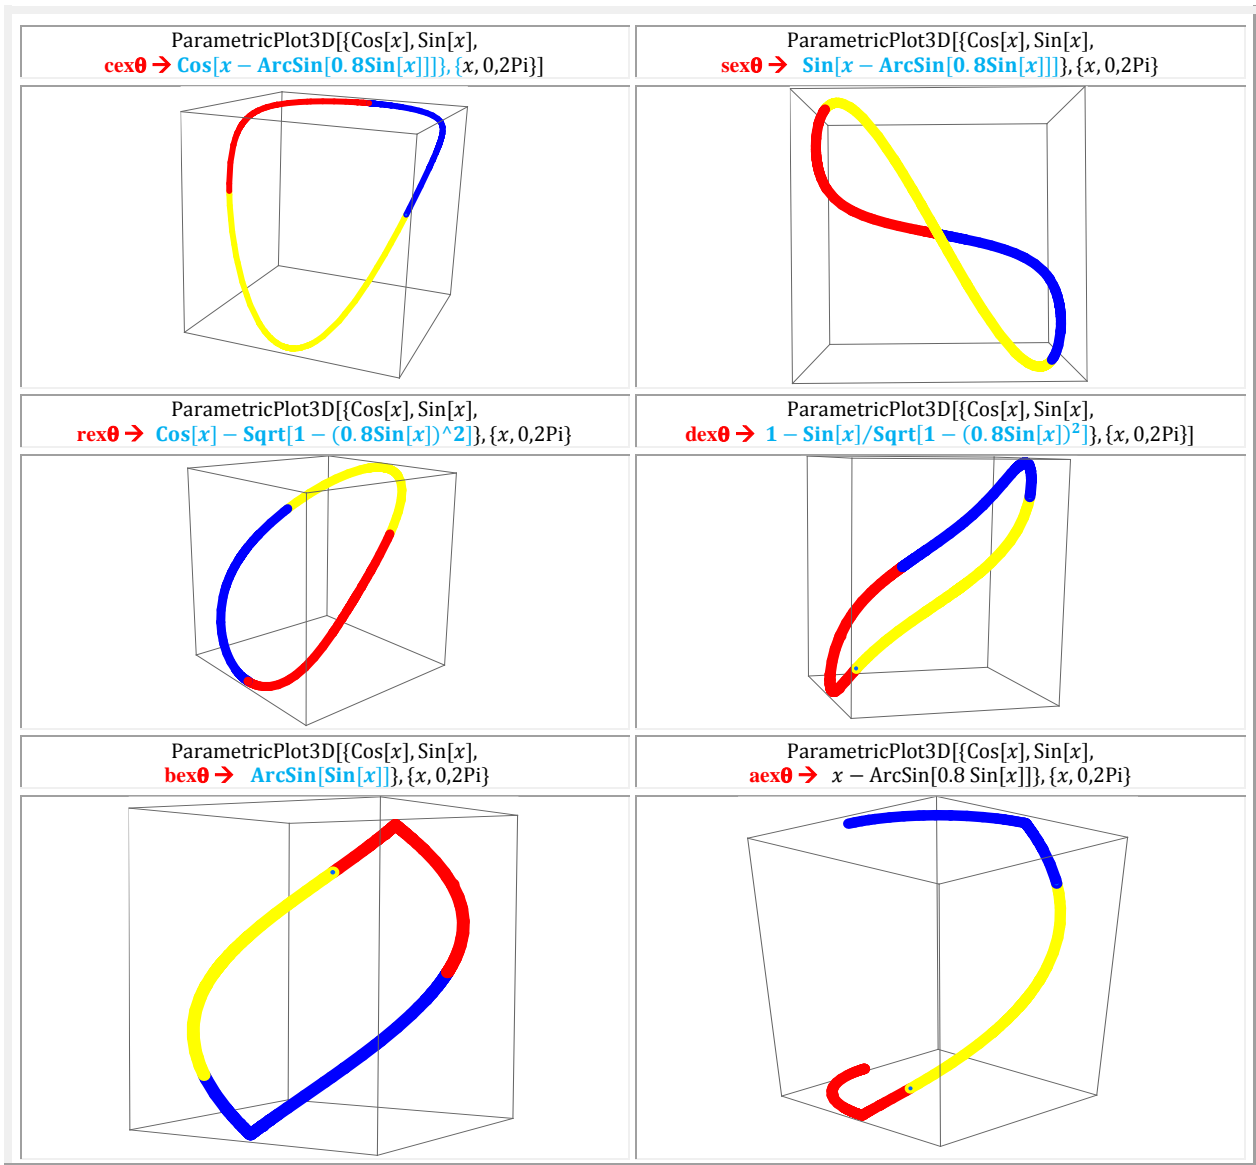 ParametricPlot3D[{Cos[x], Sin[x],
cexθ → Cos[x − ArcSin[0.8Sin[x]]]}, {x, 0,2Pi}]
ParametricPlot3D[{Cos[x], Sin[x],
sexθ → Sin[x − ArcSin[0.8Sin[x]]]}, {x, 0,2Pi}
ParametricPlot3D[{Cos[x], Sin[x],
rexθ → Cos[x] − Sqrt[1 − (0.8Sin[x])^2]}, {x, 0,2Pi}
ParametricPlot3D[{Cos[x], Sin[x],
dexθ → 1 − Sin[x]/Sqrt[1 − (0.8Sin[x])²]}, {x, 0,2Pi}]
ParametricPlot3D[{Cos[x], Sin[x],
bexθ → ArcSin[Sin[x]]}, {x, 0,2Pi}
ParametricPlot3D[{Cos[x], Sin[x],
aexθ → x − ArcSin[0.8 Sin[x]]}, {x, 0,2Pi}